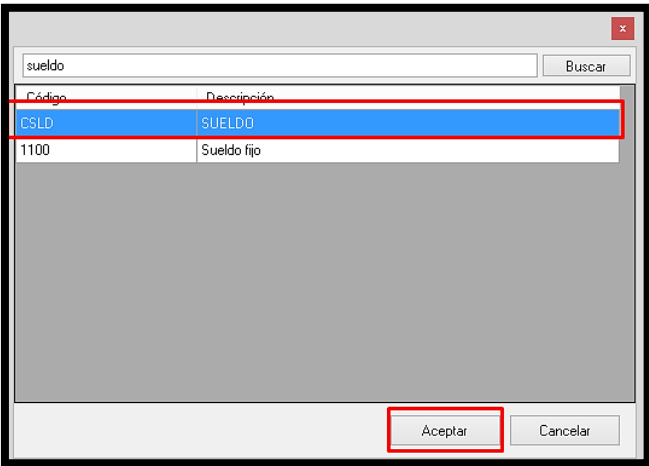 x
sueldo Buscar
Código Descripción
CSLD SUELDO
1100 Sueldo fijo
Aceptar Cancelar